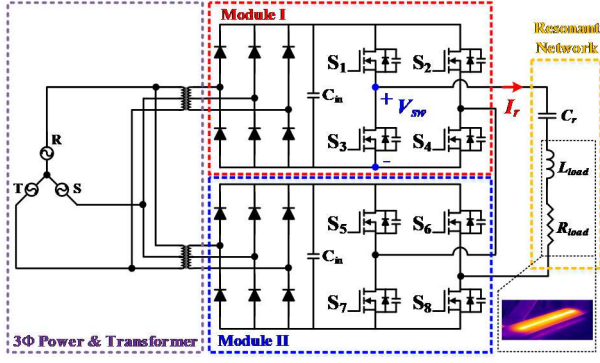 Module I
Resonant
Network
S1
S2
Cin
+ Vsw
Ir
Cr
R
S3
S4
−
T
S
Lload
S5
S6
Cin
Rload
S7
S8
3Φ Power & Transformer
Module II